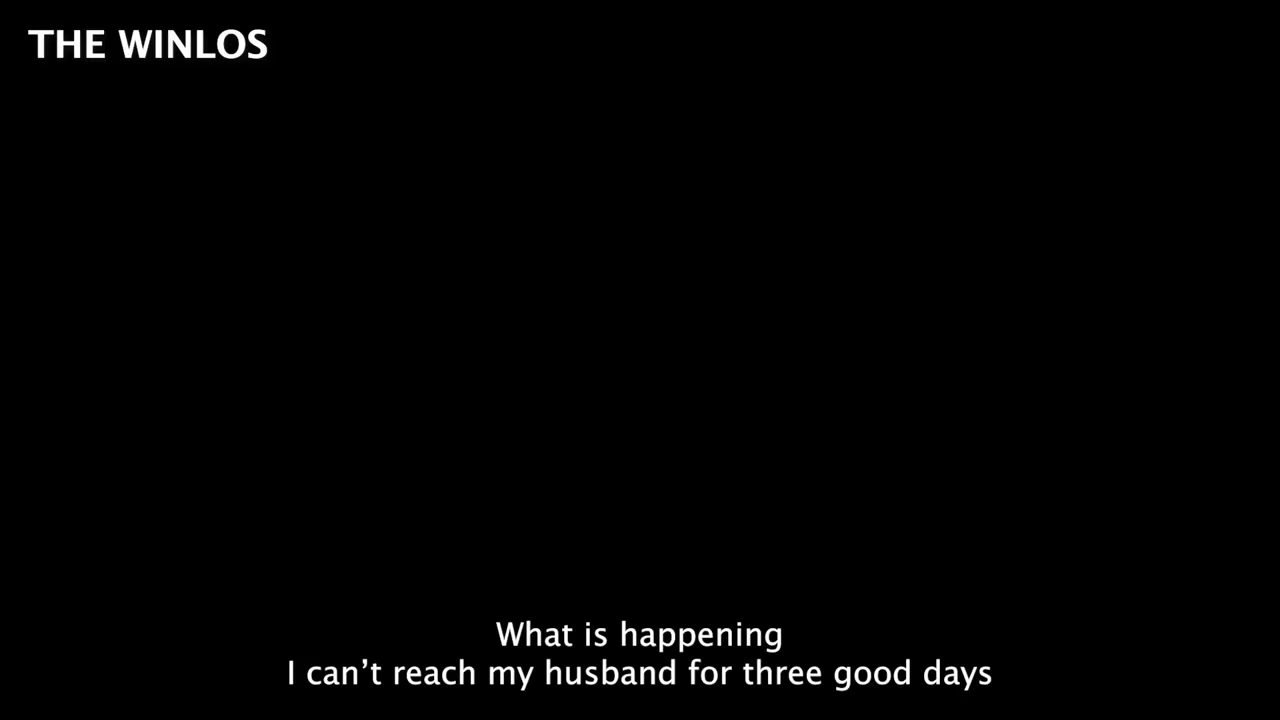 THE WINLOS
What is happening
I can't reach my husband for three good days